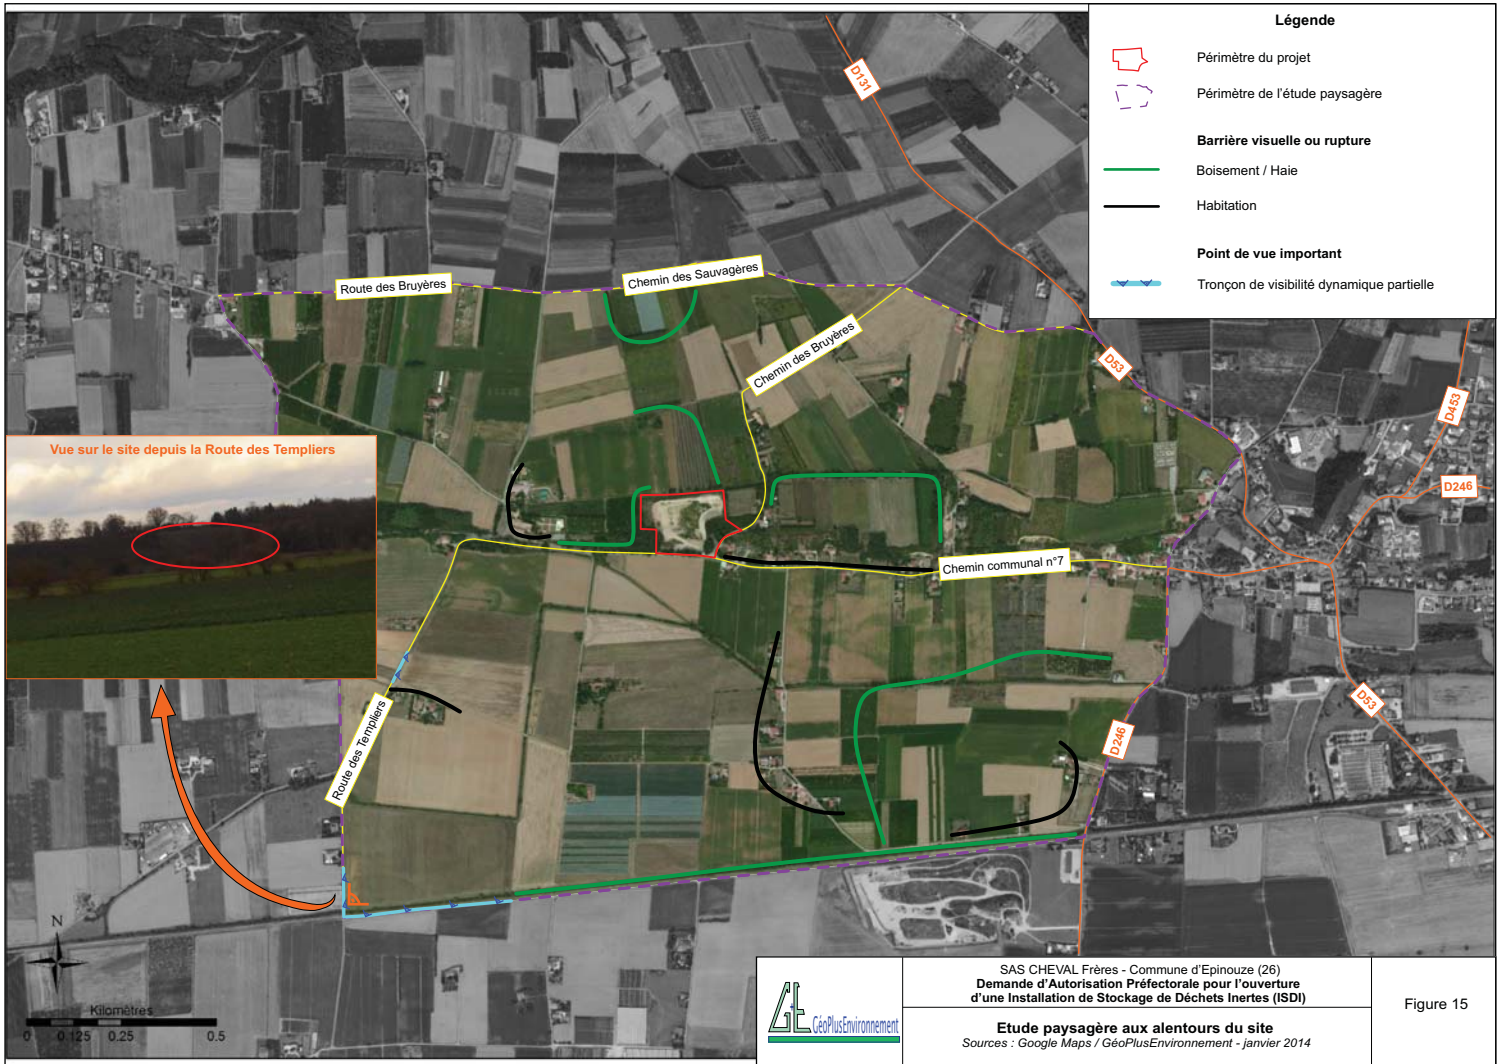 Légende
Périmètre du projet
Périmètre de l'étude paysagère
Barrière visuelle ou rupture
Boisement / Haie
Habitation
Point de vue important
Tronçon de visibilité dynamique partielle
D131
Route des Bruyères
Chemin des Sauvagères
Chemin des Bruyères
D53
D453
D246
Vue sur le site depuis la Route des Templiers
Chemin communal n°7
Route des Templiers
D246
D53
N
Kilomètres
0 0.125 0.25 0.5
GéoPlusEnvironnement
SAS CHEVAL Frères - Commune d'Epinouze (26)
Demande d'Autorisation Préfectorale pour l'ouverture
d'une Installation de Stockage de Déchets Inertes (ISDI)
Etude paysagère aux alentours du site
Sources : Google Maps / GéoPlusEnvironnement - janvier 2014
Figure 15